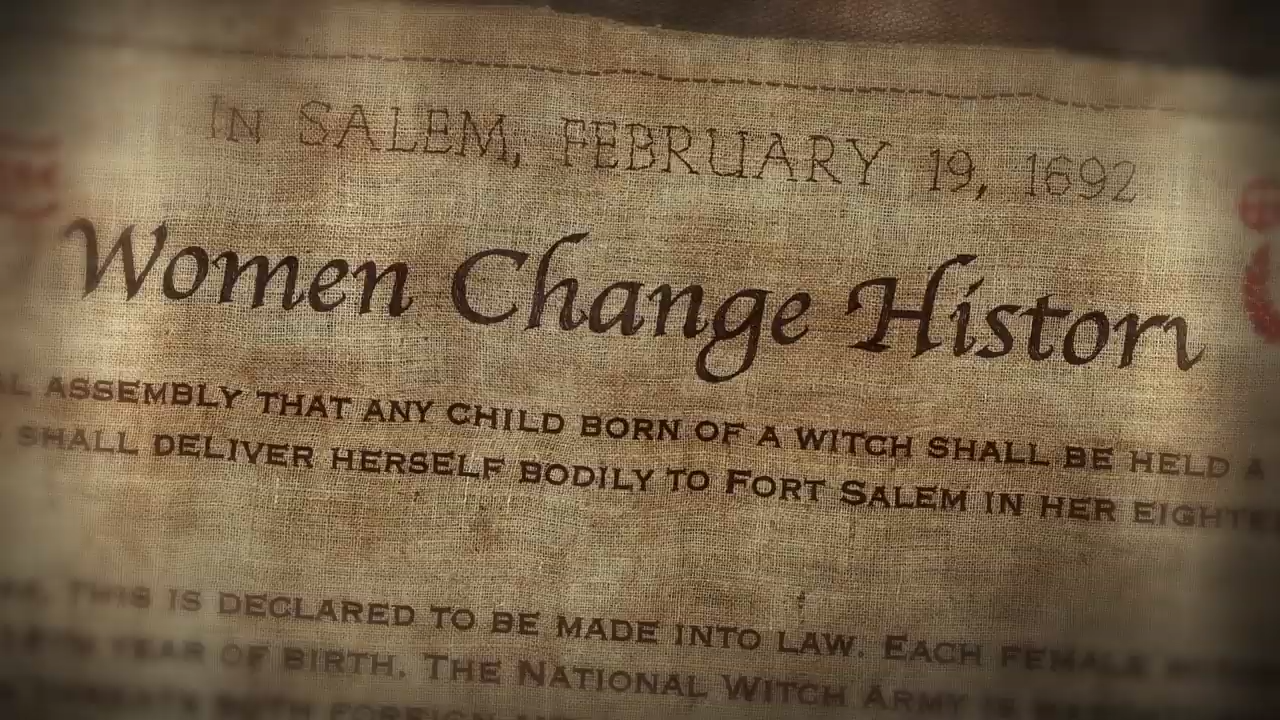 IN SALEM, FEBRUARY 19, 1692
Women Change History
ASSEMBLY THAT ANY CHILD BORN OF A WITCH SHALL BE HELD A
SHALL DELIVER HERSELF BODILY TO FORT SALEM IN HER
THIS IS DECLARED TO BE MADE INTO LAW. EACH FEMALE
YEAR OF BIRTH. THE NATIONAL WITCH ARMY IS